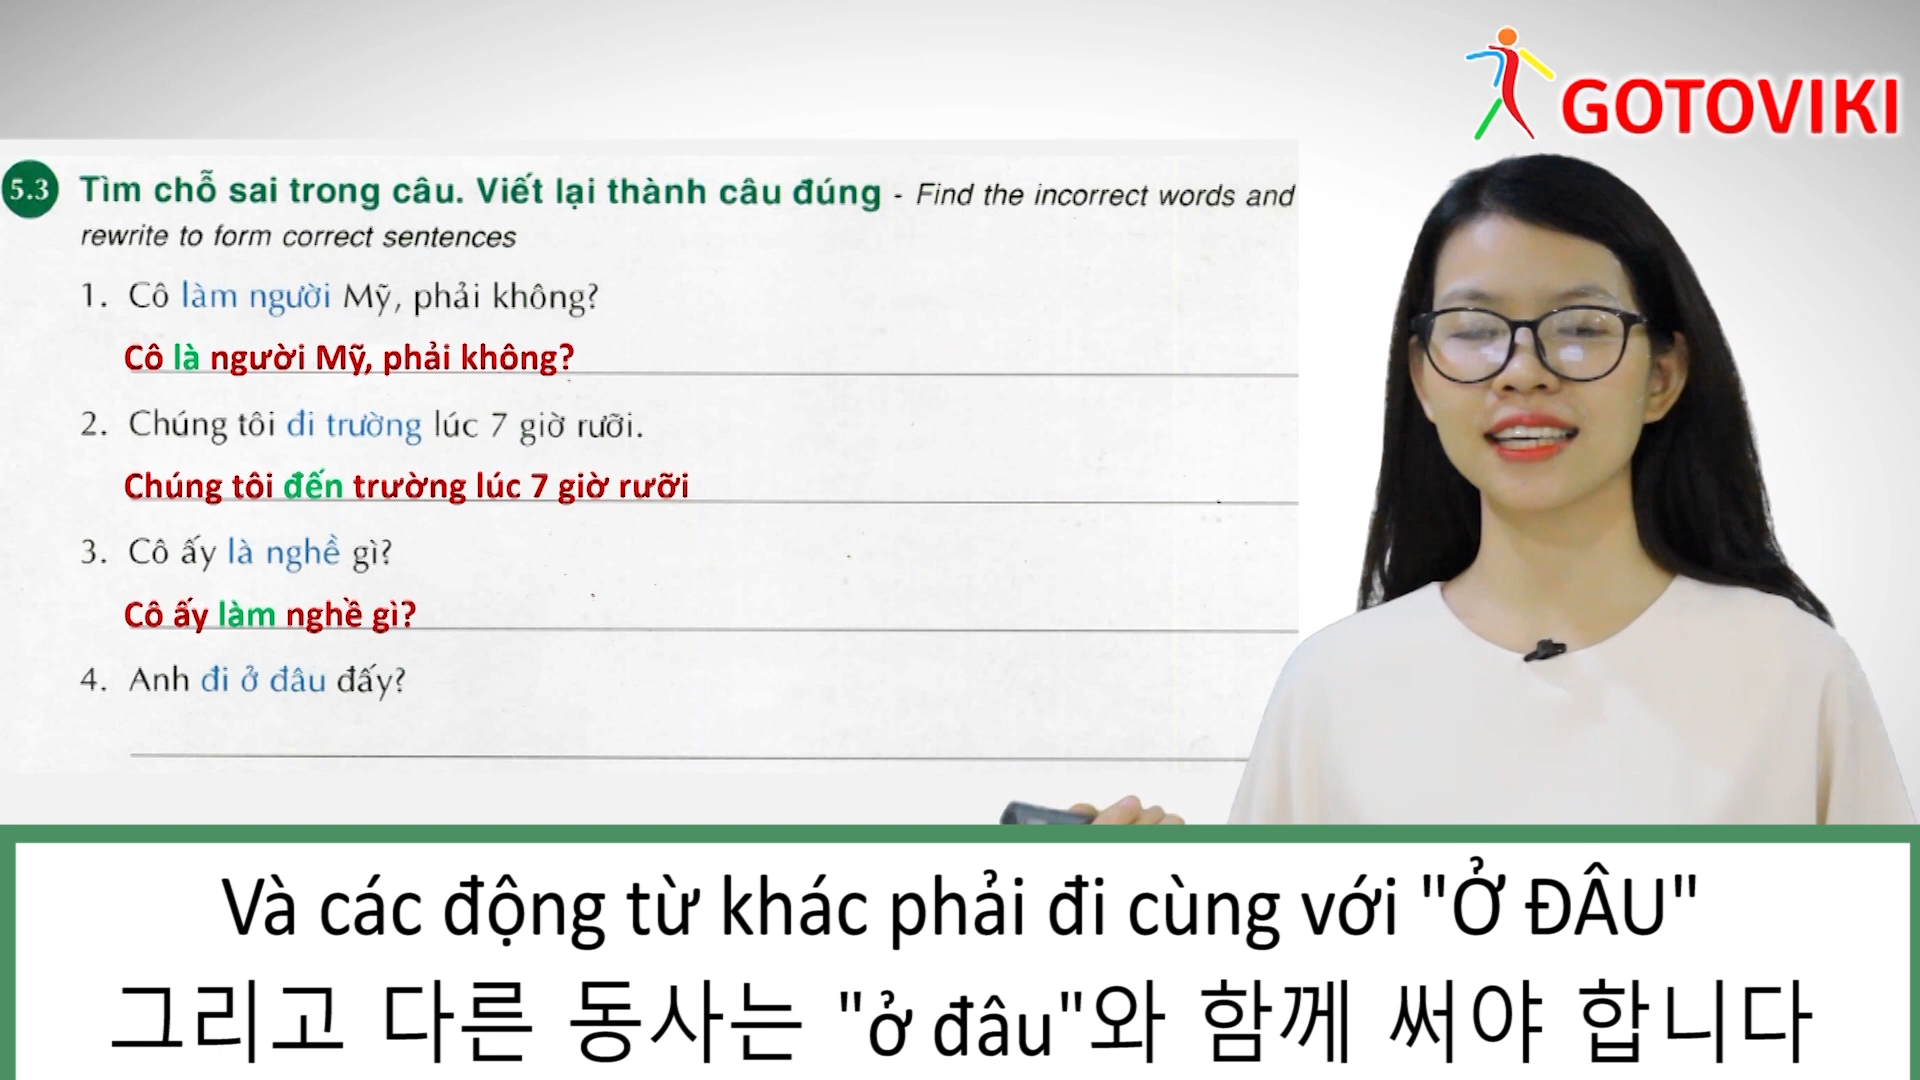 GOTOVIKI
5.3 Tìm chỗ sai trong câu. Viết lại thành câu đúng - Find the incorrect words and
rewrite to form correct sentences
1. Cô làm người Mỹ, phải không?
Cô là người Mỹ, phải không?
2. Chúng tôi đi trường lúc 7 giờ rưỡi.
Chúng tôi đến trường lúc 7 giờ rưỡi
3. Cô ấy là nghề gì?
Cô ấy làm nghề gì?
4. Anh đi ở đâu đấy?
Và các động từ khác phải đi cùng với "Ở ĐÂU"
그리고 다른 동사는 "ở đâu"와 함께 써야 합니다